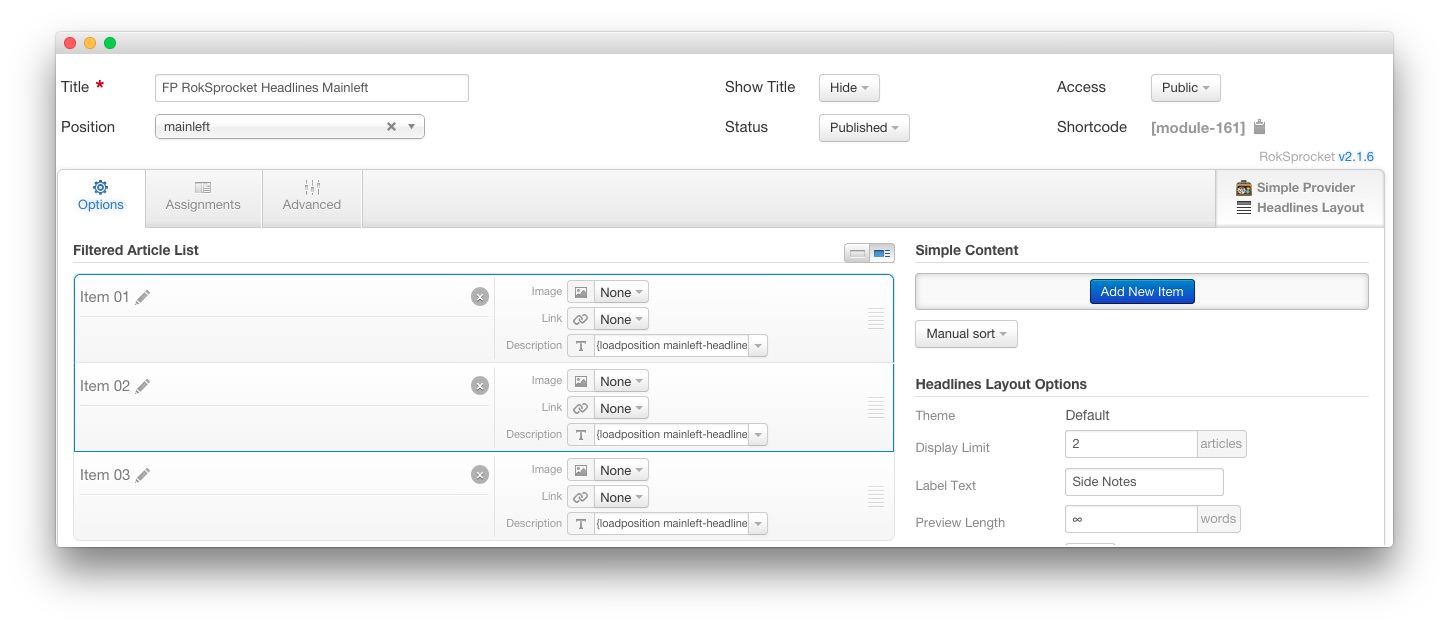 Title * FP RokSprocket Headlines Mainleft Show Title Hide Access Public
Position mainleft Status Published Shortcode [module-161]
RokSprocket v2.1.6
Options Assignments Advanced
Simple Provider
Headlines Layout
Filtered Article List
Item 01
Image None
Link None
Description T {loadposition mainleft-headline
Item 02
Image None
Link None
Description T {loadposition mainleft-headline
Item 03
Image None
Link None
Description T {loadposition mainleft-headline
Simple Content
Add New Item
Manual sort
Headlines Layout Options
Theme Default
Display Limit 2 articles
Label Text Side Notes
Preview Length ∞ words